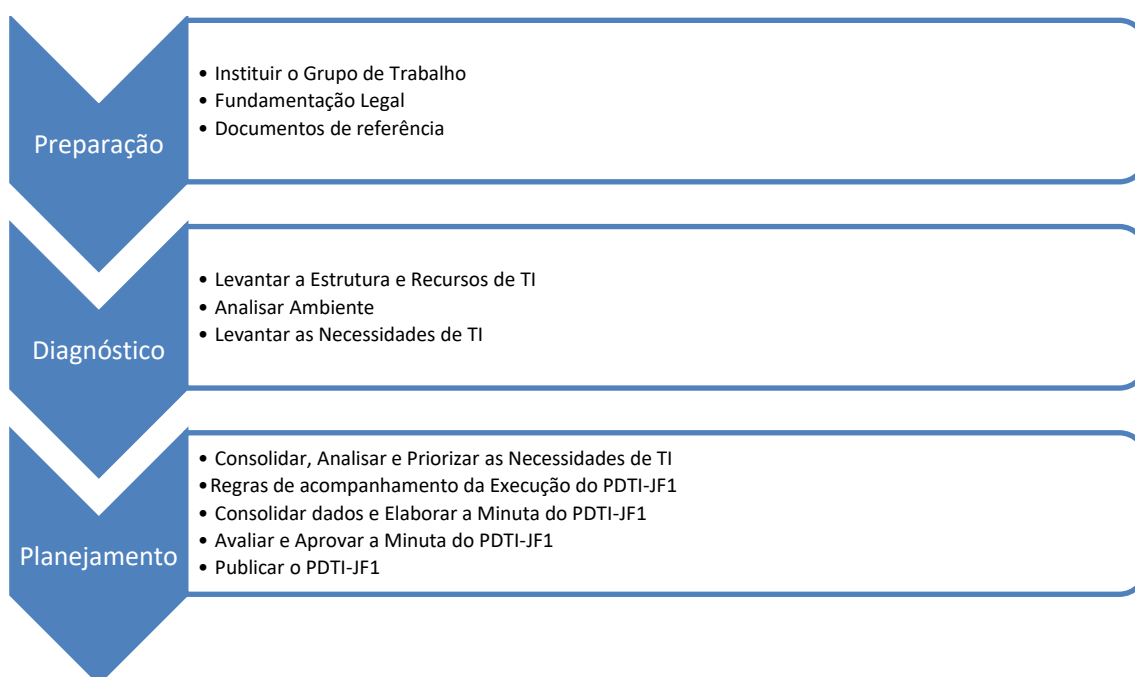 Preparação
• Instituir o Grupo de Trabalho
• Fundamentação Legal
• Documentos de referência
Diagnóstico
• Levantar a Estrutura e Recursos de TI
• Analisar Ambiente
• Levantar as Necessidades de TI
Planejamento
• Consolidar, Analisar e Priorizar as Necessidades de TI
•Regras de acompanhamento da Execução do PDTI-JF1
• Consolidar dados e Elaborar a Minuta do PDTI-JF1
• Avaliar e Aprovar a Minuta do PDTI-JF1
• Publicar o PDTI-JF1